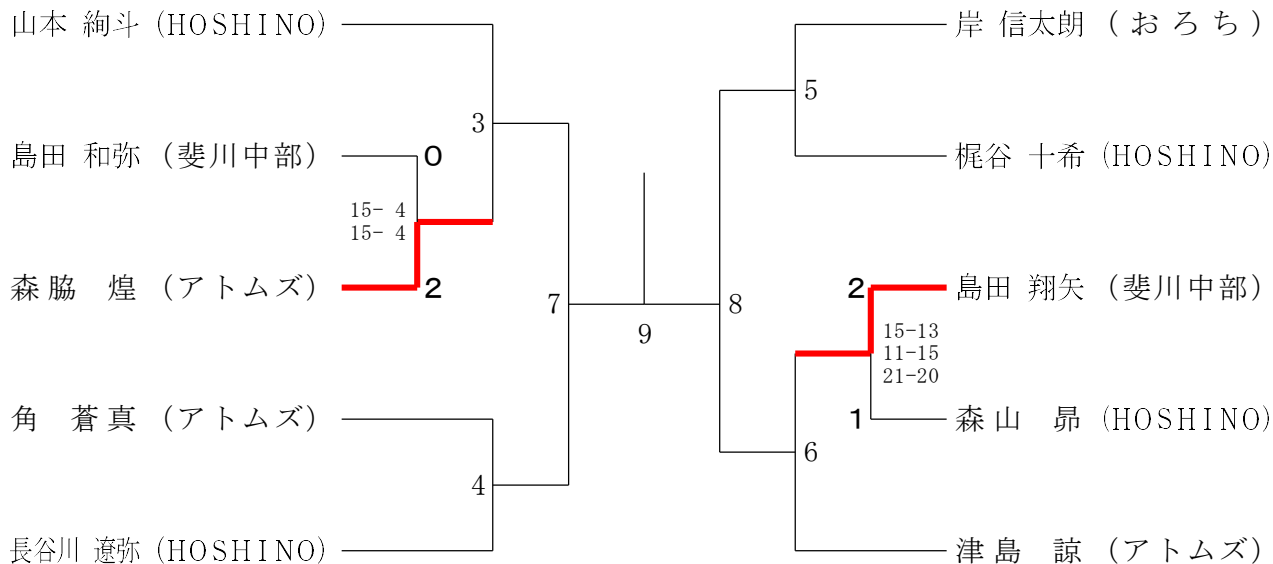 山本 絢斗 (HOSHINO)
3
島田 和弥 (斐川中部)
0
15- 4
15- 4
森脇 煌 (アトムズ)
2
7
角 蒼真 (アトムズ)
4
長谷川 遼弥 (HOSHINO)
9
岸 信太朗 (おろち)
5
梶谷 十希 (HOSHINO)
8
2
島田 翔矢 (斐川中部)
15-13
11-15
21-20
1
森山 昴 (HOSHINO)
6
津島 諒 (アトムズ)